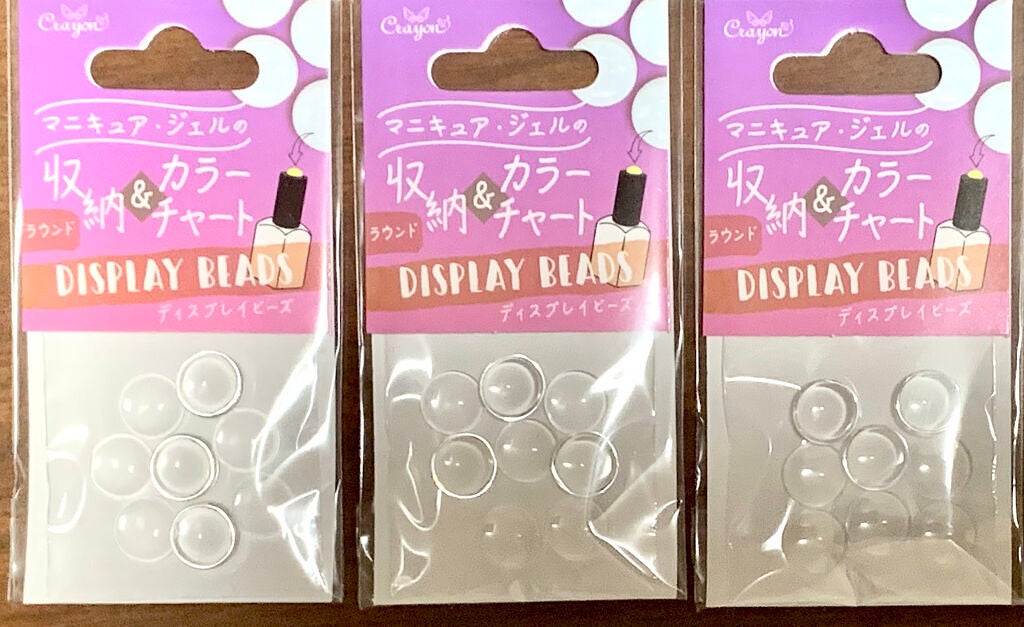 Crayon
マニキュア・ジェルの
収納&カラーチャート
ラウンド
DISPLAY BEADS
ディスプレイビーズ
Crayon
マニキュア・ジェルの
収納&カラーチャート
ラウンド
DISPLAY BEADS
ディスプレイビーズ
Crayon
マニキュア・ジェルの
収納&カラーチャート
ラウンド
DISPLAY BEADS
ディスプレイビーズ